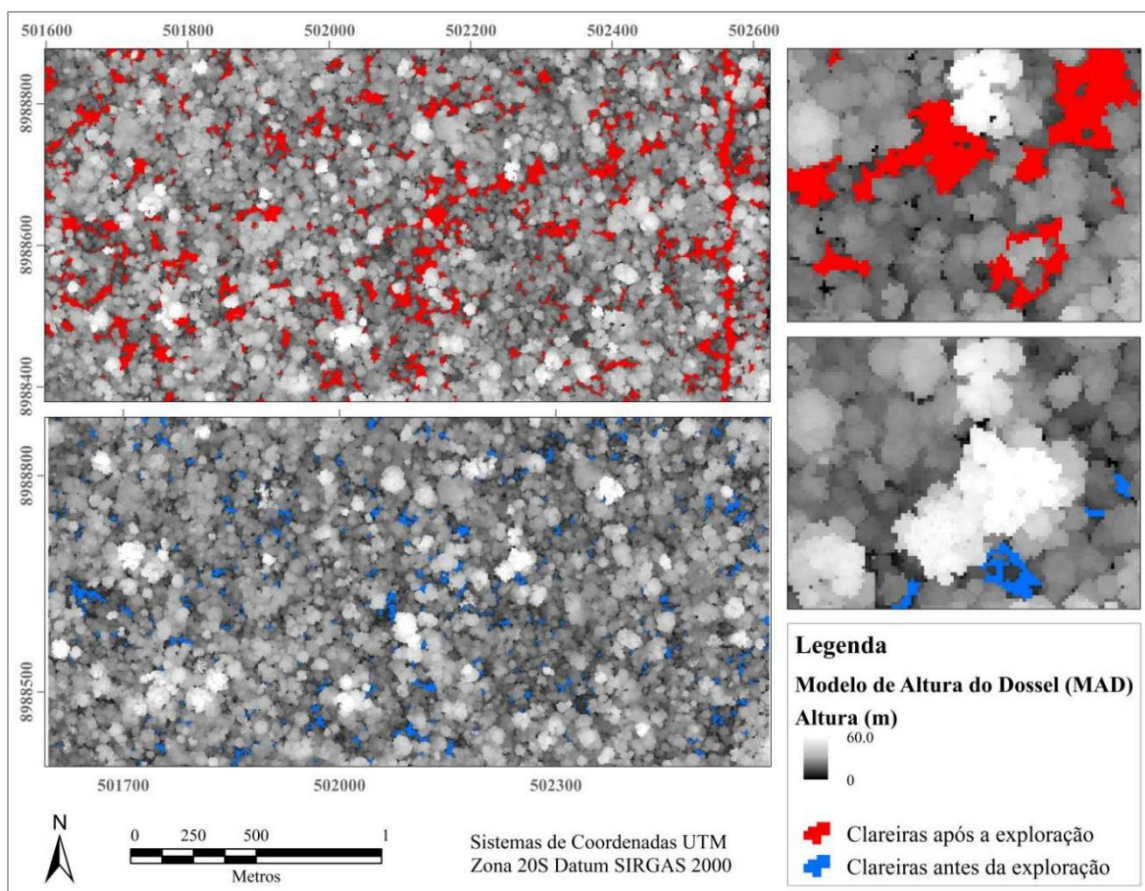 501600 501800 502000 502200 502400 502600
8988800
8988600
8988400
8988800
8988500
501700 502000 502300
Legenda
Modelo de Altura do Dossel (MAD)
Altura (m)
60.0
0
Clareiras após a exploração
Clareiras antes da exploração
N
0 250 500 1
Metros
Sistemas de Coordenadas UTM
Zona 20S Datum SIRGAS 2000